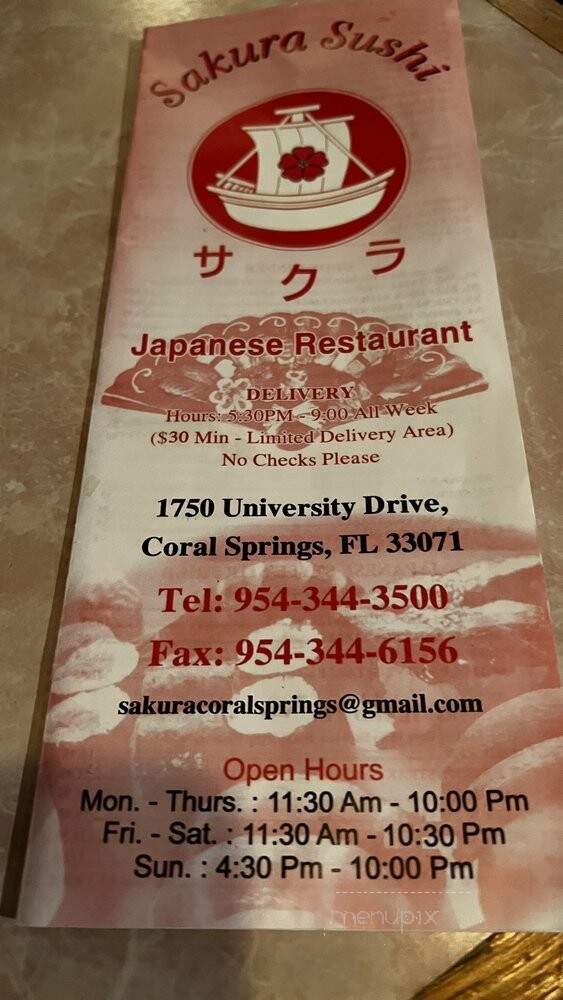 Sakura Sushi
サクラ
Japanese Restaurant
DELIVERY
Hours: 5:30PM - 9:00 All Week
($30 Min - Limited Delivery Area)
No Checks Please
1750 University Drive,
Coral Springs, FL 33071
Tel: 954-344-3500
Fax: 954-344-6156
sakuracoralsprings@gmail.com
Open Hours
Mon. - Thurs. : 11:30 Am - 10:00 Pm
Fri. - Sat. : 11:30 Am - 10:30 Pm
Sun. : 4:30 Pm - 10:00 Pm
menupix